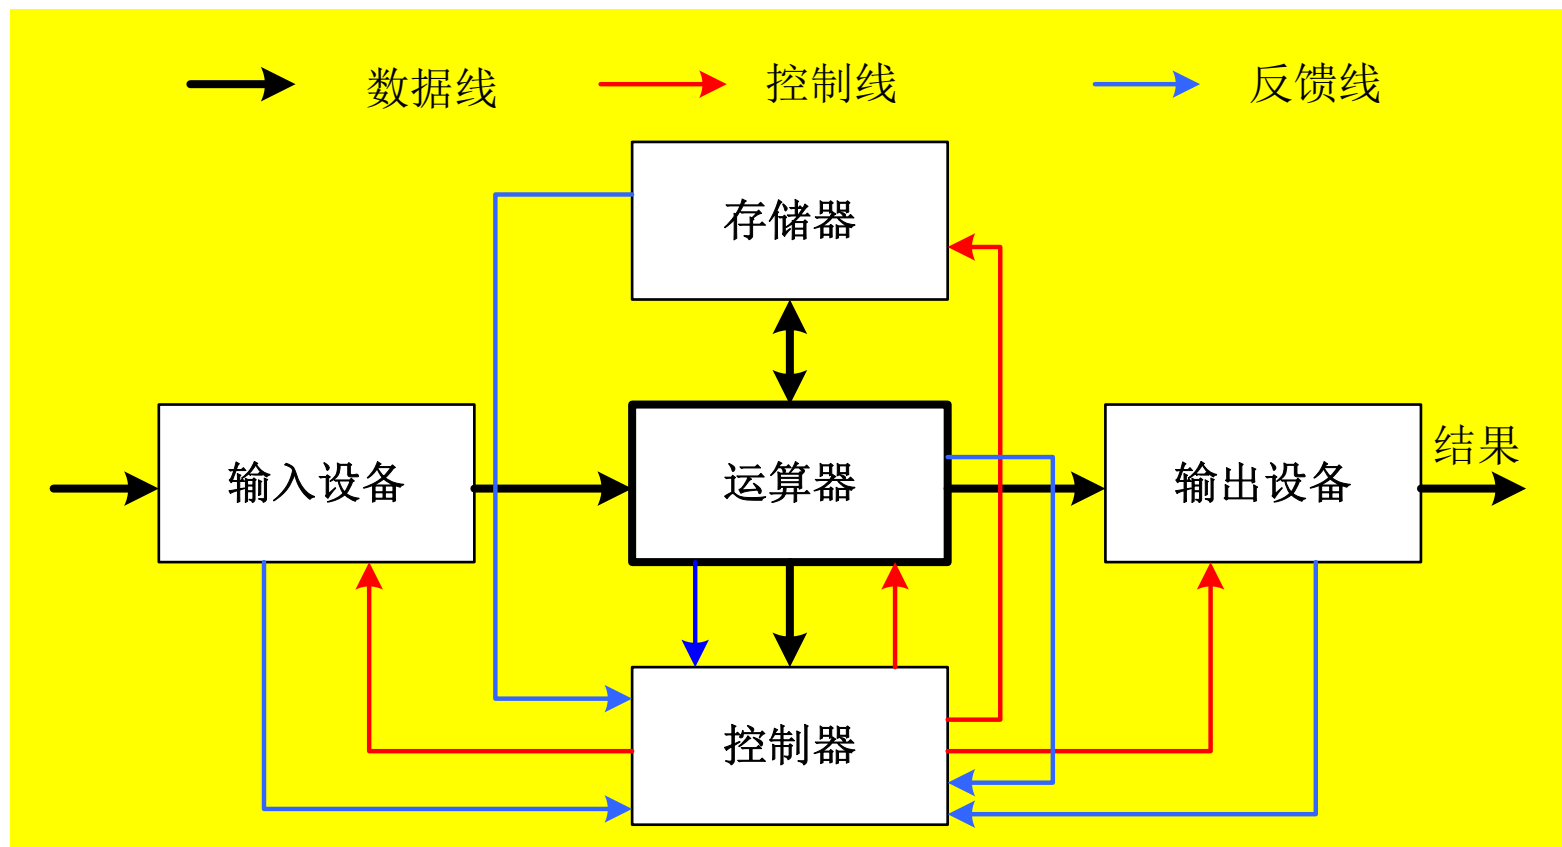 数据线
控制线
反馈线
存储器
输入设备
运算器
输出设备
结果
控制器